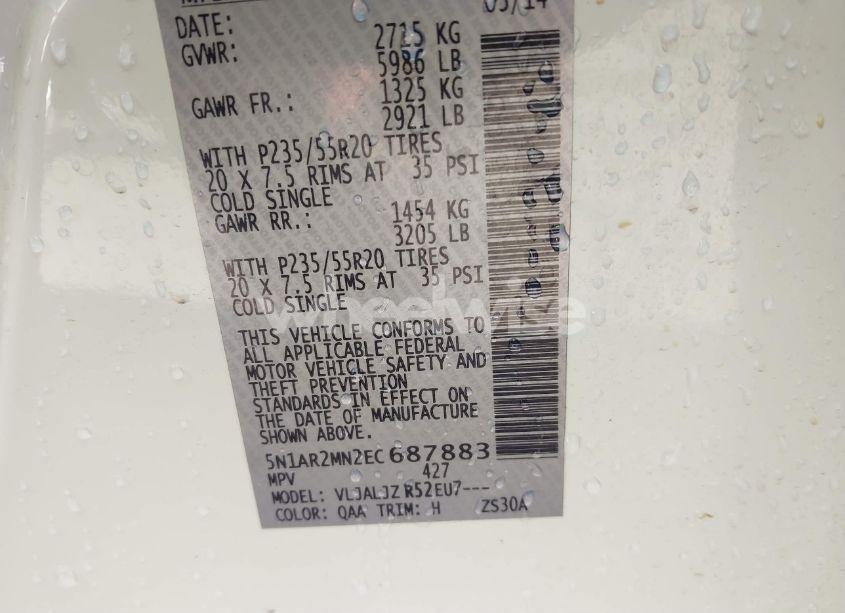 DATE: 05/14
GVWR: 2715 KG
5986 LB
GAWR FR.: 1325 KG
2921 LB
WITH P235/55R20 TIRES
20 X 7.5 RIMS AT 35 PSI
COLD SINGLE
GAWR RR.: 1454 KG
3205 LB
WITH P235/55R20 TIRES
20 X 7.5 RIMS AT 35 PSI
COLD SINGLE
wheelwise
THIS VEHICLE CONFORMS TO
ALL APPLICABLE FEDERAL
MOTOR VEHICLE SAFETY AND
THEFT PREVENTION
STANDARDS IN EFFECT ON
THE DATE OF MANUFACTURE
SHOWN ABOVE.
5N1AR2MN2EC687883
MPV 427
MODEL: VLJALJZ R52EU7---
COLOR: QAA TRIM: H ZS30A